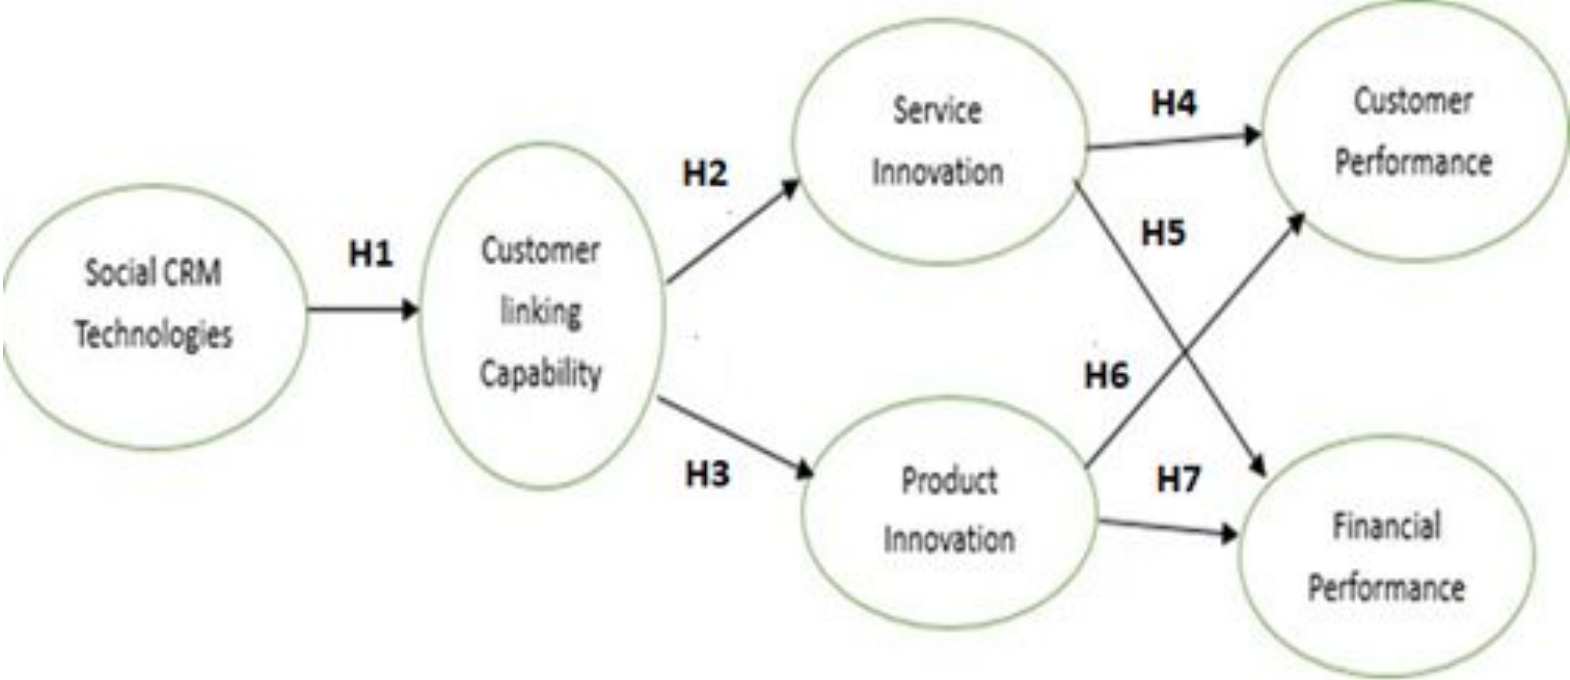 Social CRM
Technologies
H1
Customer
linking
Capability
H2
H3
Service
Innovation
Product
Innovation
H4
H5
H6
H7
Customer
Performance
Financial
Performance